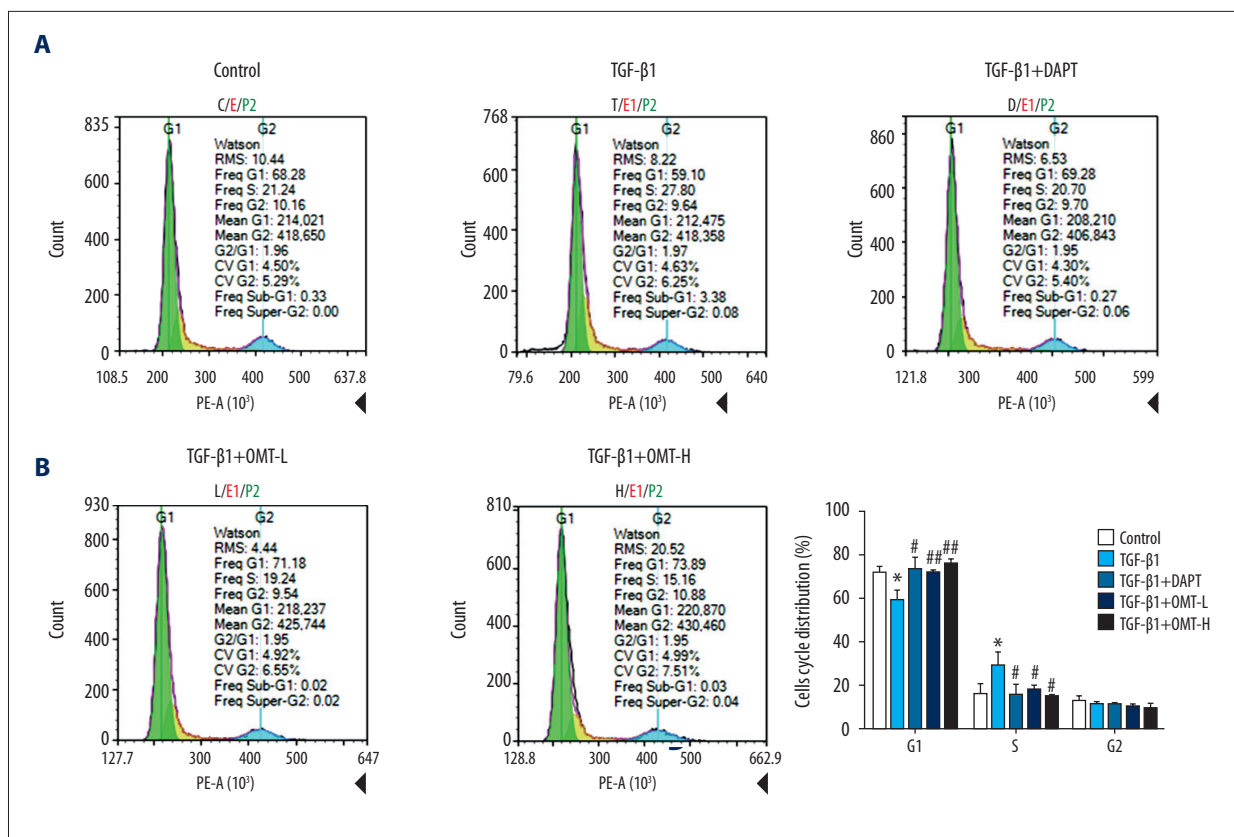 A
Control
C/E/P2
835
800
600
400
200
0
Count
G1
G2
Watson
RMS: 10.44
Freq G1: 68.28
Freq S: 21.24
Freq G2: 10.16
Mean G1: 214,021
Mean G2: 418,650
G2/G1: 1.96
CV G1: 4.50%
CV G2: 5.29%
Freq Sub-G1: 0.33
Freq Super-G2: 0.00
108.5 200 300 400 500 637.8
PE-A (10³)
TGF-β1
T/E1/P2
768
600
400
200
0
Count
G1
G2
Watson
RMS: 8.22
Freq G1: 59.10
Freq S: 27.80
Freq G2: 9.64
Mean G1: 212,475
Mean G2: 418,358
G2/G1: 1.97
CV G1: 4.63%
CV G2: 6.25%
Freq Sub-G1: 3.38
Freq Super-G2: 0.08
79.6 200 300 400 500 640
PE-A (10³)
TGF-β1+DAPT
D/E1/P2
860
800
600
400
200
0
Count
G1
G2
Watson
RMS: 6.53
Freq G1: 69.28
Freq S: 20.70
Freq G2: 9.70
Mean G1: 208,210
Mean G2: 406,843
G2/G1: 1.95
CV G1: 4.30%
CV G2: 5.40%
Freq Sub-G1: 0.27
Freq Super-G2: 0.06
121.8 300 400 500 599
PE-A (10³)
B
TGF-β1+OMT-L
L/E1/P2
930
800
600
400
200
0
Count
G1
G2
Watson
RMS: 4.44
Freq G1: 71.18
Freq S: 19.24
Freq G2: 9.54
Mean G1: 218,237
Mean G2: 425,744
G2/G1: 1.95
CV G1: 4.92%
CV G2: 6.55%
Freq Sub-G1: 0.02
Freq Super-G2: 0.02
127.7 300 400 500 647
PE-A (10³)
TGF-β1+OMT-H
H/E1/P2
810
600
400
200
0
Count
G1
G2
Watson
RMS: 20.52
Freq G1: 73.89
Freq S: 15.16
Freq G2: 10.88
Mean G1: 220,870
Mean G2: 430,460
G2/G1: 1.95
CV G1: 4.99%
CV G2: 7.51%
Freq Sub-G1: 0.03
Freq Super-G2: 0.04
128.8 300 400 500 662.9
PE-A (10³)
100
80
60
40
20
0
Cells cycle distribution (%)
* # ## ##
* # # #
G1 S G2
Control
TGF-β1
TGF-β1+DAPT
TGF-β1+OMT-L
TGF-β1+OMT-H